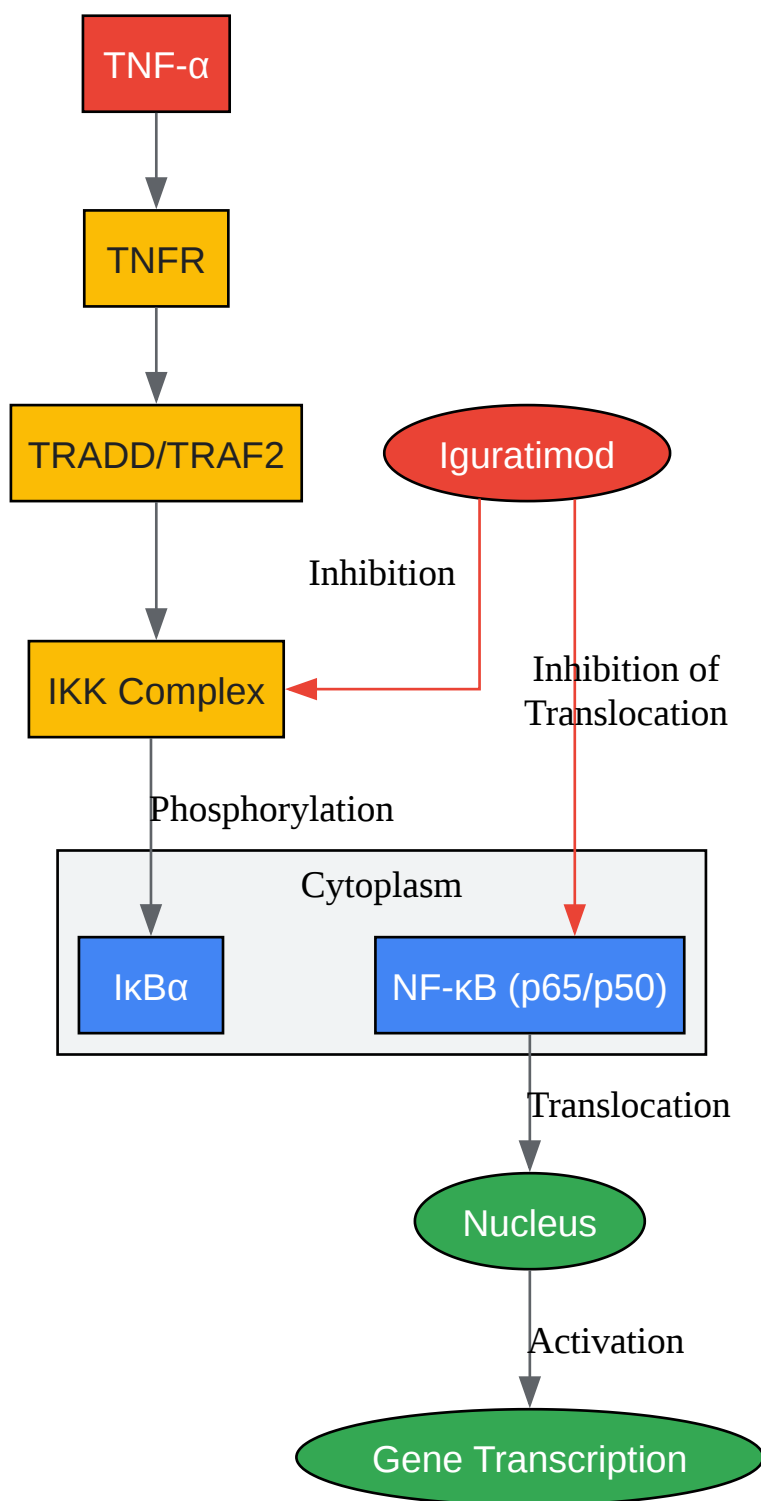 TNF-α
TNFR
TRADD/TRAF2
Iguratimod
Inhibition
IKK Complex
Inhibition of
Translocation
Phosphorylation
Cytoplasm
IκBα
NF-κB (p65/p50)
Translocation
Nucleus
Activation
Gene Transcription